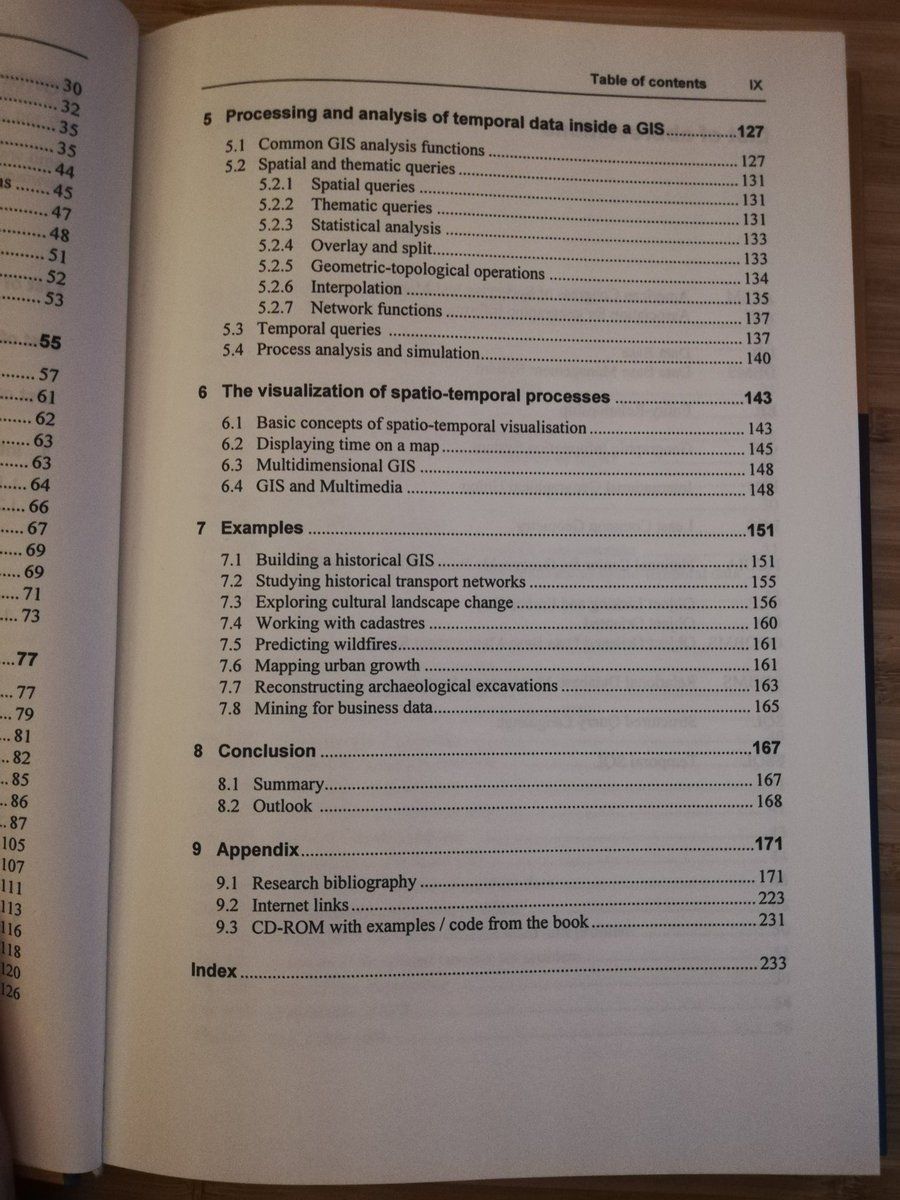 30
32
35
35
44
45
47
48
51
52
53
55
57
61
62
63
63
64
66
67
69
69
71
73
77
77
79
81
82
85
86
87
105
107
111
113
116
118
120
126
Table of contents IX
5 Processing and analysis of temporal data inside a GIS...............127
5.1 Common GIS analysis functions ............... 127
5.2 Spatial and thematic queries ............... 131
5.2.1 Spatial queries ............... 131
5.2.2 Thematic queries ............... 131
5.2.3 Statistical analysis ............... 133
5.2.4 Overlay and split............... 133
5.2.5 Geometric-topological operations ............... 134
5.2.6 Interpolation ............... 135
5.2.7 Network functions ............... 137
5.3 Temporal queries ............... 137
5.4 Process analysis and simulation............... 140
6 The visualization of spatio-temporal processes ...............143
6.1 Basic concepts of spatio-temporal visualisation ............... 143
6.2 Displaying time on a map............... 145
6.3 Multidimensional GIS ............... 148
6.4 GIS and Multimedia ............... 148
7 Examples ...............151
7.1 Building a historical GIS ............... 151
7.2 Studying historical transport networks ............... 155
7.3 Exploring cultural landscape change............... 156
7.4 Working with cadastres ............... 160
7.5 Predicting wildfires............... 161
7.6 Mapping urban growth ............... 161
7.7 Reconstructing archaeological excavations ............... 163
7.8 Mining for business data............... 165
8 Conclusion ...............167
8.1 Summary............... 167
8.2 Outlook ............... 168
9 Appendix...............171
9.1 Research bibliography ............... 171
9.2 Internet links............... 223
9.3 CD-ROM with examples / code from the book............... 231
Index ............... 233